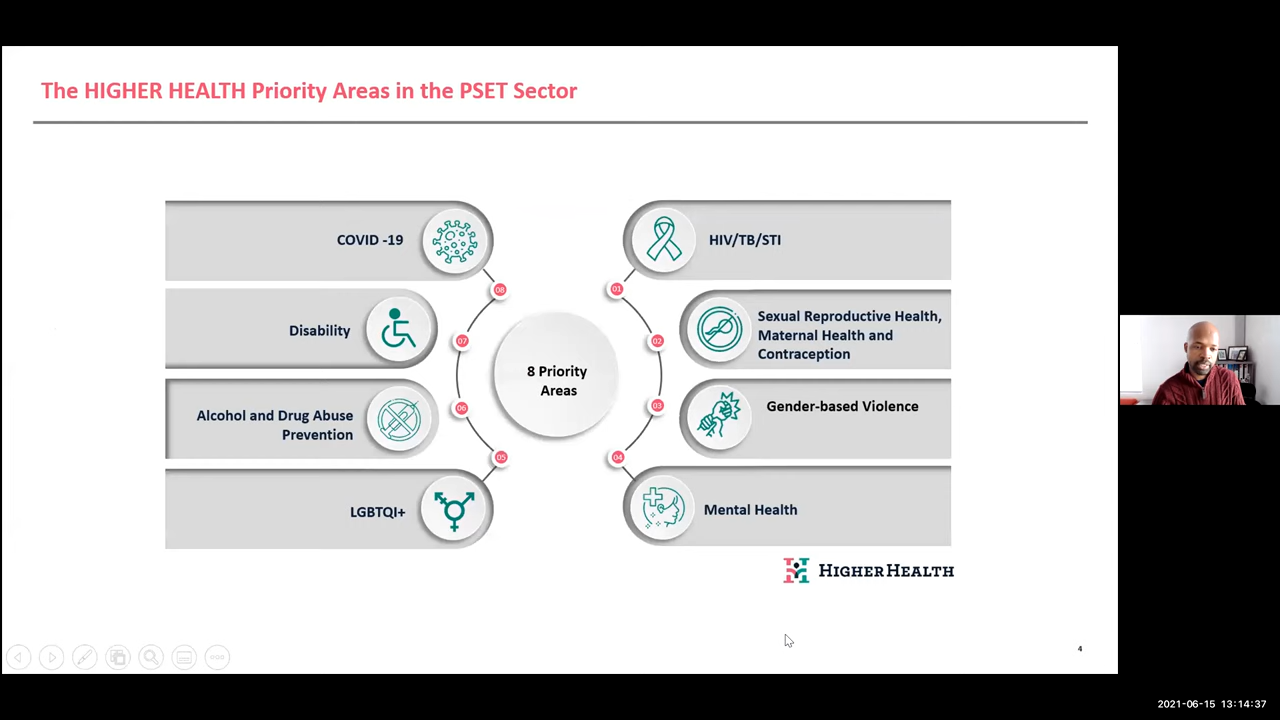 The HIGHER HEALTH Priority Areas in the PSET Sector
COVID -19
Disability
Alcohol and Drug Abuse
Prevention
LGBTQI+
08
07
06
05
8 Priority
Areas
01
02
03
04
HIV/TB/STI
Sexual Reproductive Health,
Maternal Health and
Contraception
Gender-based Violence
Mental Health
HIGHER HEALTH
4
2021-06-15 13:14:37